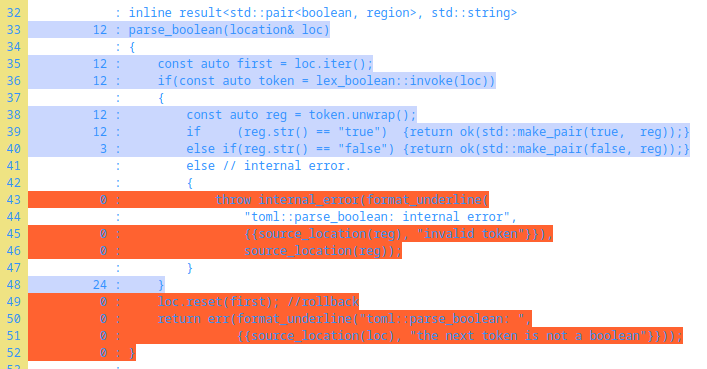 32 : inline result<std::pair<boolean, region>, std::string>
33 12 : parse_boolean(location& loc)
34 : {
35 12 : const auto first = loc.iter();
36 12 : if(const auto token = lex_boolean::invoke(loc))
37 : {
38 12 : const auto reg = token.unwrap();
39 12 : if (reg.str() == "true") {return ok(std::make_pair(true, reg));}
40 3 : else if(reg.str() == "false") {return ok(std::make_pair(false, reg));}
41 : else // internal error.
42 : {
43 0 : throw internal_error(format_underline(
44 : "toml::parse_boolean: internal error",
45 0 : {{source_location(reg), "invalid token"}}),
46 0 : source_location(reg));
47 : }
48 24 : }
49 0 : loc.reset(first); //rollback
50 0 : return err(format_underline("toml::parse_boolean: ",
51 0 : {{source_location(loc), "the next token is not a boolean"}}));
52 0 : }